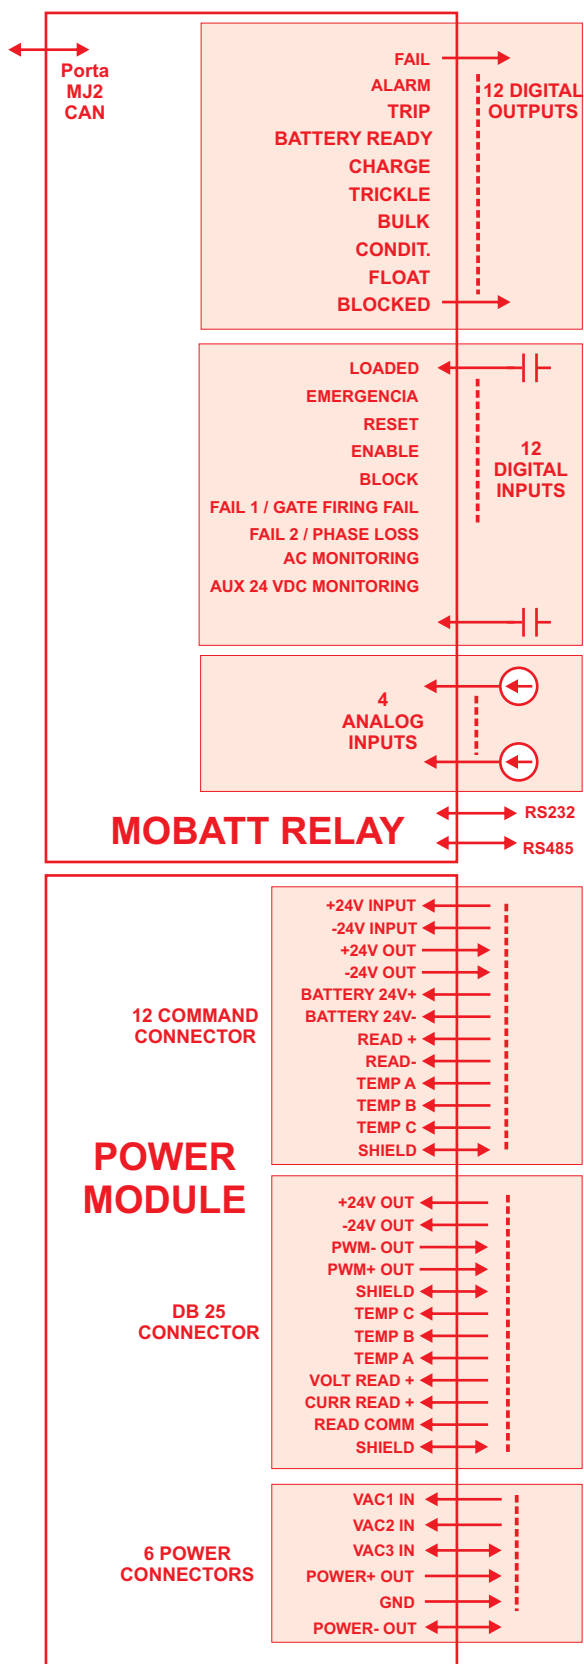 Porta
MJ2
CAN
FAIL
ALARM
TRIP
BATTERY READY
CHARGE
TRICKLE
BULK
CONDIT.
FLOAT
BLOCKED
12 DIGITAL
OUTPUTS
LOADED
EMERGENCIA
RESET
ENABLE
BLOCK
FAIL 1 / GATE FIRING FAIL
FAIL 2 / PHASE LOSS
AC MONITORING
AUX 24 VDC MONITORING
12
DIGITAL
INPUTS
4
ANALOG
INPUTS
MOBATT RELAY
RS232
RS485
12 COMMAND
CONNECTOR
+24V INPUT
-24V INPUT
+24V OUT
-24V OUT
BATTERY 24V+
BATTERY 24V-
READ +
READ-
TEMP A
TEMP B
TEMP C
SHIELD
POWER
MODULE
DB 25
CONNECTOR
+24V OUT
-24V OUT
PWM- OUT
PWM+ OUT
SHIELD
TEMP C
TEMP B
TEMP A
VOLT READ +
CURR READ +
READ COMM
SHIELD
6 POWER
CONNECTORS
VAC1 IN
VAC2 IN
VAC3 IN
POWER+ OUT
GND
POWER- OUT